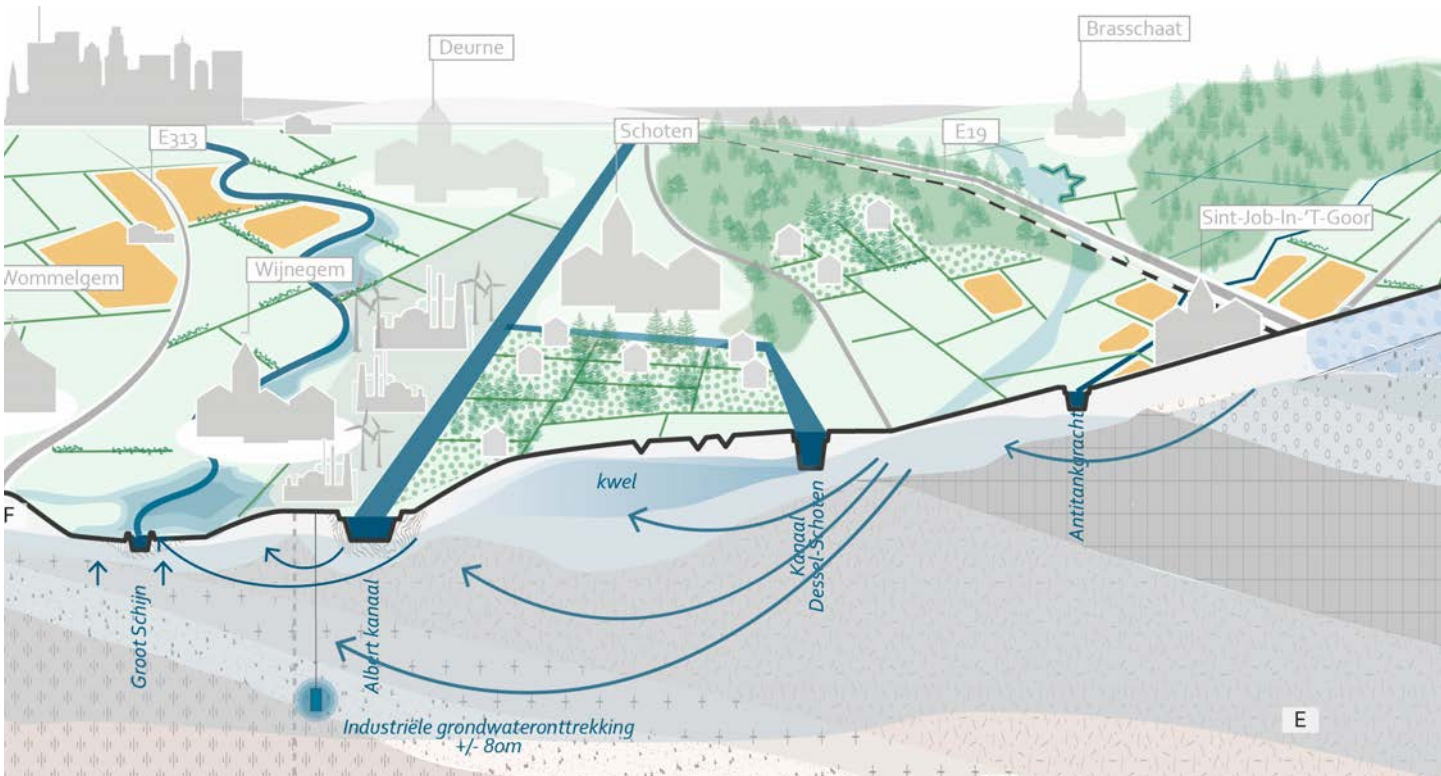 Deurne
Brasschaat
E313
Schoten
E19
Sint-Job-In-'T-Goor
Wommelgem
Wijnegem
kwel
F
Antitankgracht
Kanaal
Dessel-Schoten
Groot Schijn
Albert kanaal
E
Industriële grondwateronttrekking
+/- 80m